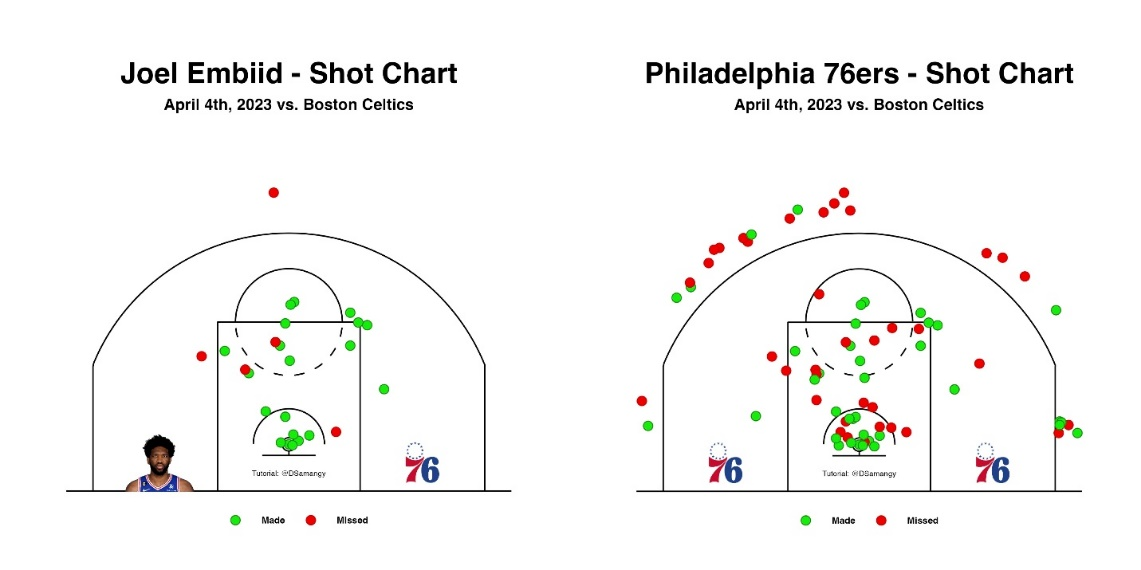 Joel Embiid - Shot Chart
April 4th, 2023 vs. Boston Celtics
76
Tutorial: @DSamangy
Made
Missed
Philadelphia 76ers - Shot Chart
April 4th, 2023 vs. Boston Celtics
76
76
Tutorial: @DSamangy
Made
Missed